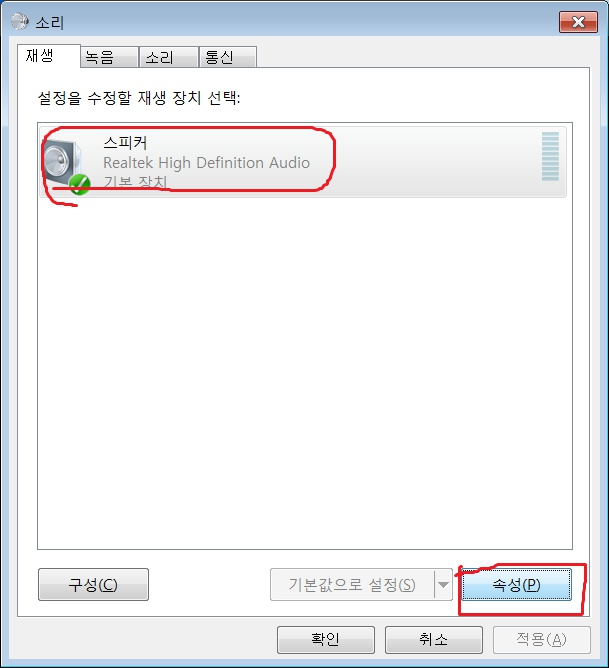 소리
재생
녹음
소리
통신
설정을 수정할 재생 장치 선택:
스피커
Realtek High Definition Audio
기본 장치
구성(C)
기본값으로 설정(S)
속성(P)
확인
취소
적용(A)